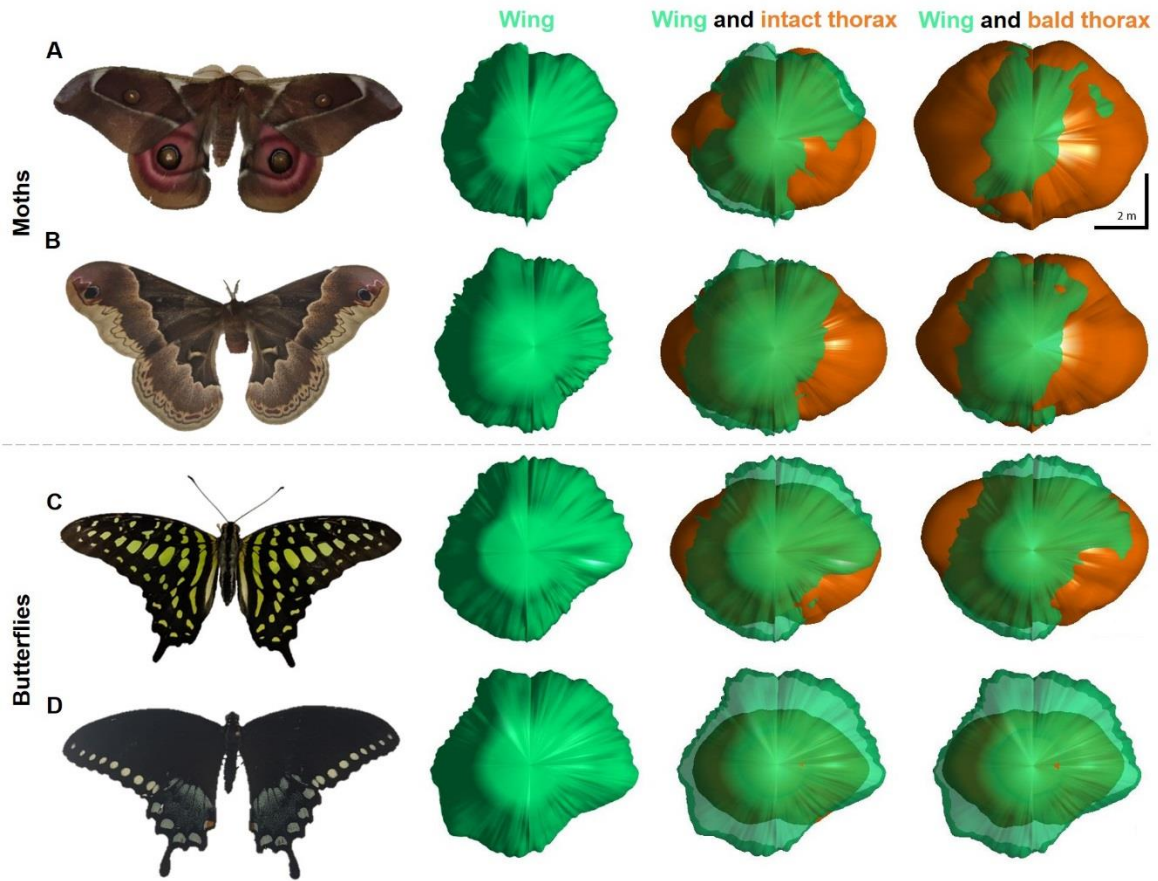 Wing
Wing and intact thorax
Wing and bald thorax
A
2 m
Moths
B
C
Butterflies
D